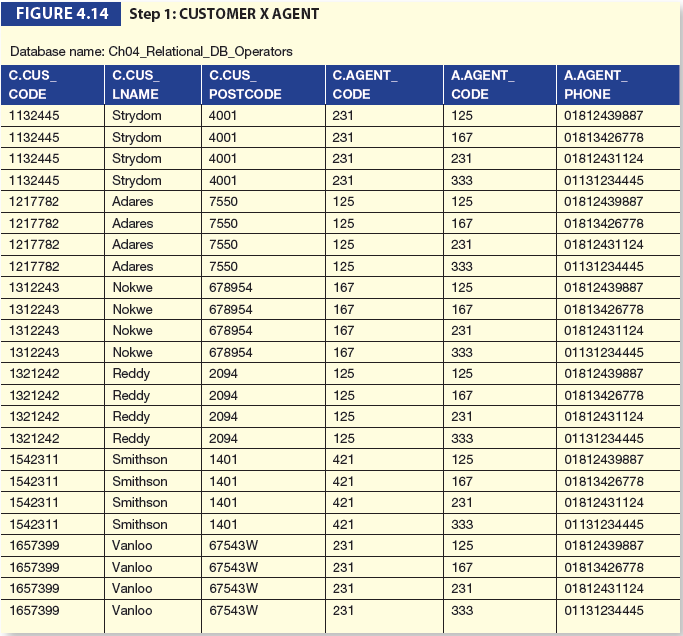 FIGURE 4.14 Step 1: CUSTOMER X AGENT
Database name: Ch04_Relational_DB_Operators
C.CUS_ C.CUS_ C.CUS_ C.AGENT_ A.AGENT_ A.AGENT_
CODE LNAME POSTCODE CODE CODE PHONE
1132445 Strydom 4001 231 125 01812439887
1132445 Strydom 4001 231 167 01813426778
1132445 Strydom 4001 231 231 01812431124
1132445 Strydom 4001 231 333 01131234445
1217782 Adares 7550 125 125 01812439887
1217782 Adares 7550 125 167 01813426778
1217782 Adares 7550 125 231 01812431124
1217782 Adares 7550 125 333 01131234445
1312243 Nokwe 678954 167 125 01812439887
1312243 Nokwe 678954 167 167 01813426778
1312243 Nokwe 678954 167 231 01812431124
1312243 Nokwe 678954 167 333 01131234445
1321242 Reddy 2094 125 125 01812439887
1321242 Reddy 2094 125 167 01813426778
1321242 Reddy 2094 125 231 01812431124
1321242 Reddy 2094 125 333 01131234445
1542311 Smithson 1401 421 125 01812439887
1542311 Smithson 1401 421 167 01813426778
1542311 Smithson 1401 421 231 01812431124
1542311 Smithson 1401 421 333 01131234445
1657399 Vanloo 67543W 231 125 01812439887
1657399 Vanloo 67543W 231 167 01813426778
1657399 Vanloo 67543W 231 231 01812431124
1657399 Vanloo 67543W 231 333 01131234445